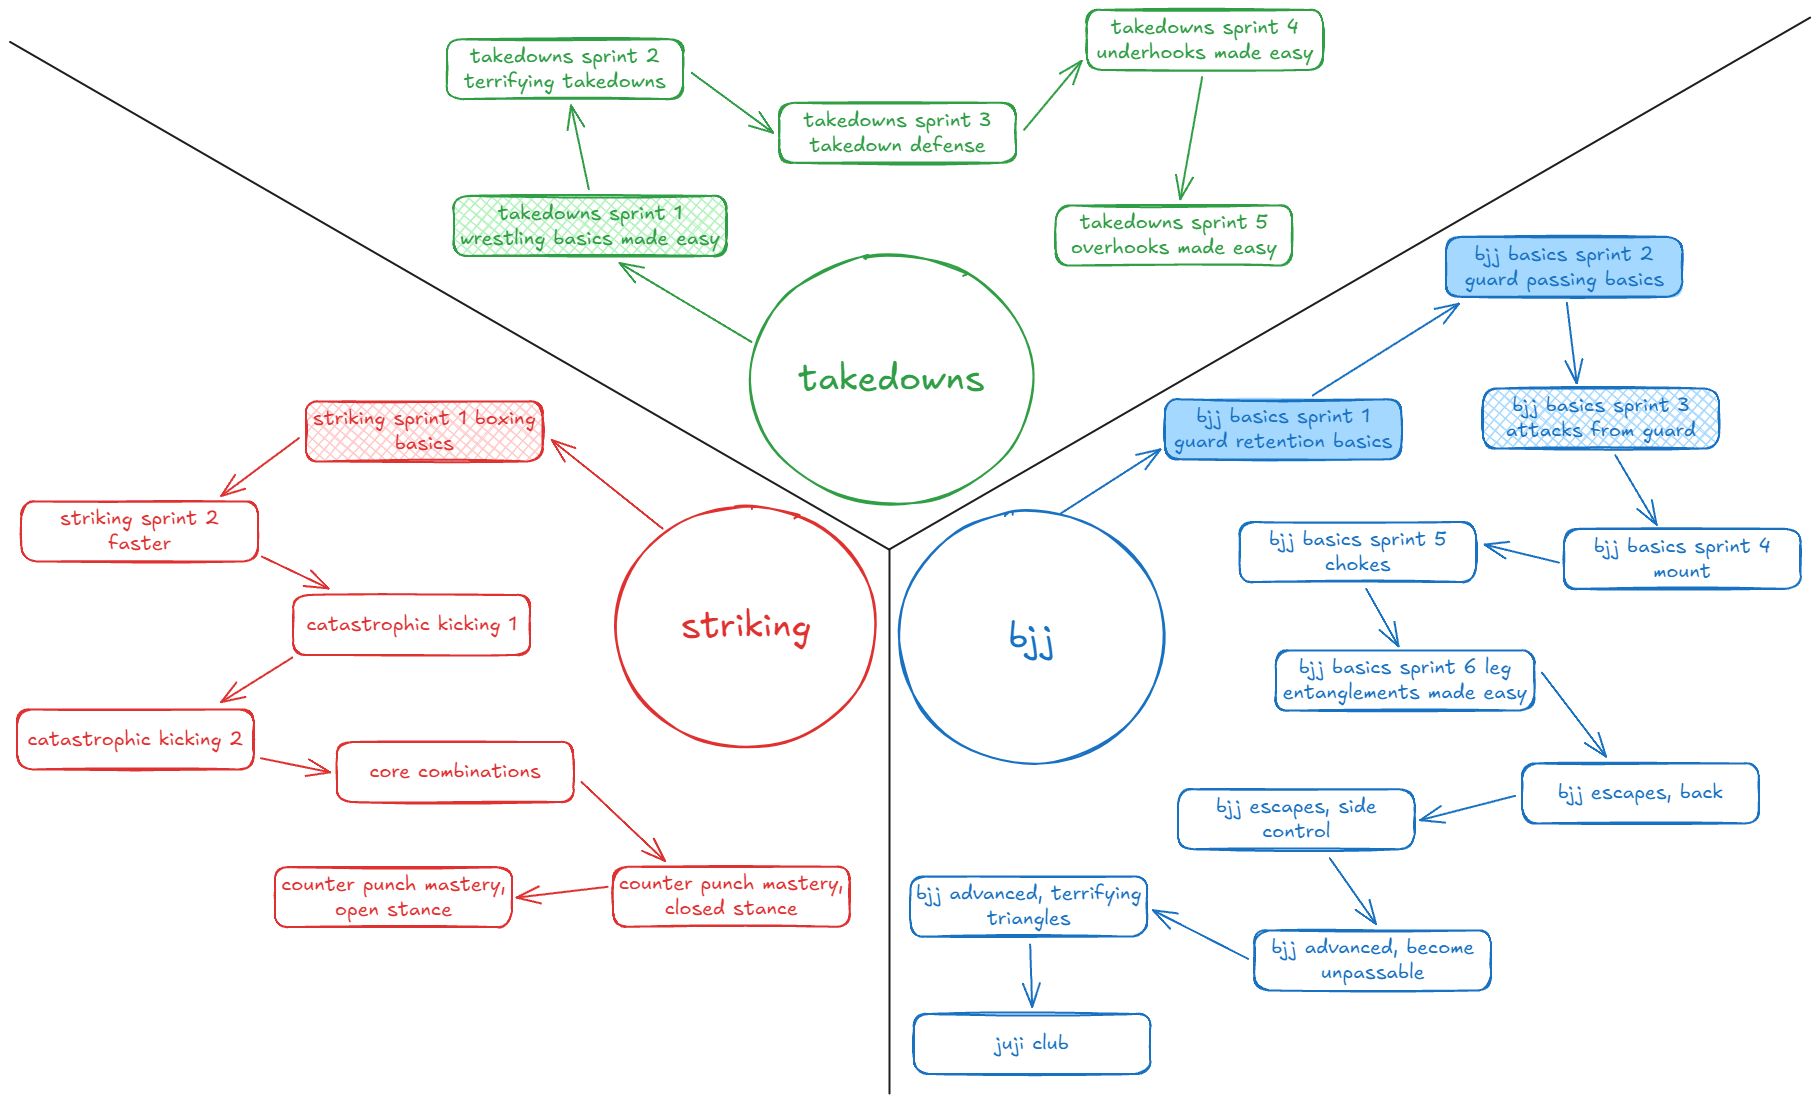 takedowns sprint 2
terrifying takedowns
takedowns sprint 4
underhooks made easy
takedowns sprint 3
takedown defense
takedowns sprint 1
wrestling basics made easy
takedowns sprint 5
overhooks made easy
takedowns
striking sprint 1 boxing
basics
striking sprint 2
faster
catastrophic kicking 1
catastrophic kicking 2
core combinations
counter punch mastery,
closed stance
counter punch mastery,
open stance
striking
bjj
bjj basics sprint 1
guard retention basics
bjj basics sprint 2
guard passing basics
bjj basics sprint 3
attacks from guard
bjj basics sprint 4
mount
bjj basics sprint 5
chokes
bjj basics sprint 6 leg
entanglements made easy
bjj escapes, back
bjj escapes, side
control
bjj advanced, become
unpassable
bjj advanced, terrifying
triangles
juji club